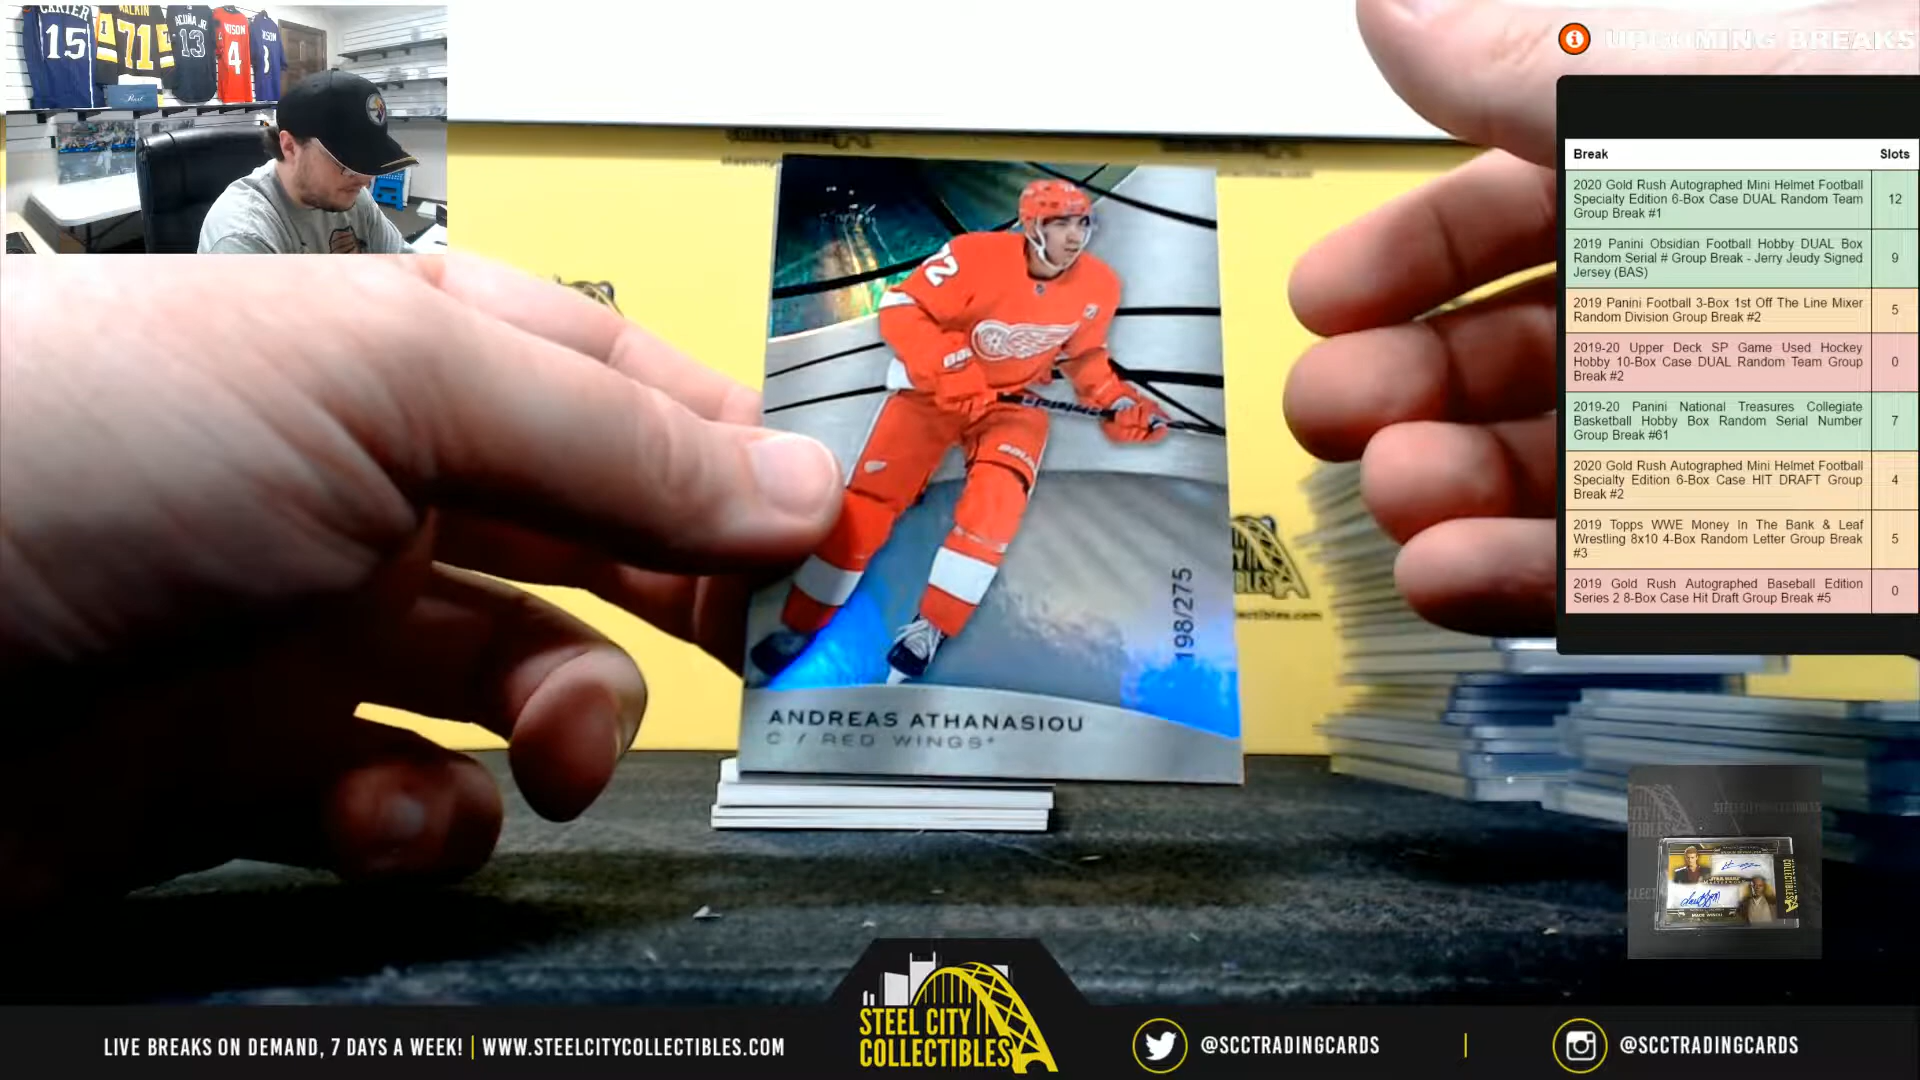 CARTER
15
71
ACUÑA JR
13
4
UPCOMING BREAKS
Break Slots
2020 Gold Rush Autographed Mini Helmet Football
Specialty Edition 6-Box Case DUAL Random Team
Group Break #1
12
2019 Panini Obsidian Football Hobby DUAL Box
Random Serial # Group Break - Jerry Jeudy Signed
Jersey (BAS)
9
2019 Panini Football 3-Box 1st Off The Line Mixer
Random Division Group Break #2
5
2019-20 Upper Deck SP Game Used Hockey
Hobby 10-Box Case DUAL Random Team Group
Break #2
0
2019-20 Panini National Treasures Collegiate
Basketball Hobby Box Random Serial Number
Group Break #61
7
2020 Gold Rush Autographed Mini Helmet Football
Specialty Edition 6-Box Case HIT DRAFT Group
Break #2
4
2019 Topps WWE Money In The Bank & Leaf
Wrestling 8x10 4-Box Random Letter Group Break
#3
5
2019 Gold Rush Autographed Baseball Edition
Series 2 8-Box Case Hit Draft Group Break #5
0
198/275
ANDREAS ATHANASIOU
C / RED WINGS
LIVE BREAKS ON DEMAND, 7 DAYS A WEEK! | WWW.STEELCITYCOLLECTIBLES.COM
STEEL CITY
COLLECTIBLES
@SCCTRADINGCARDS
@SCCTRADINGCARDS